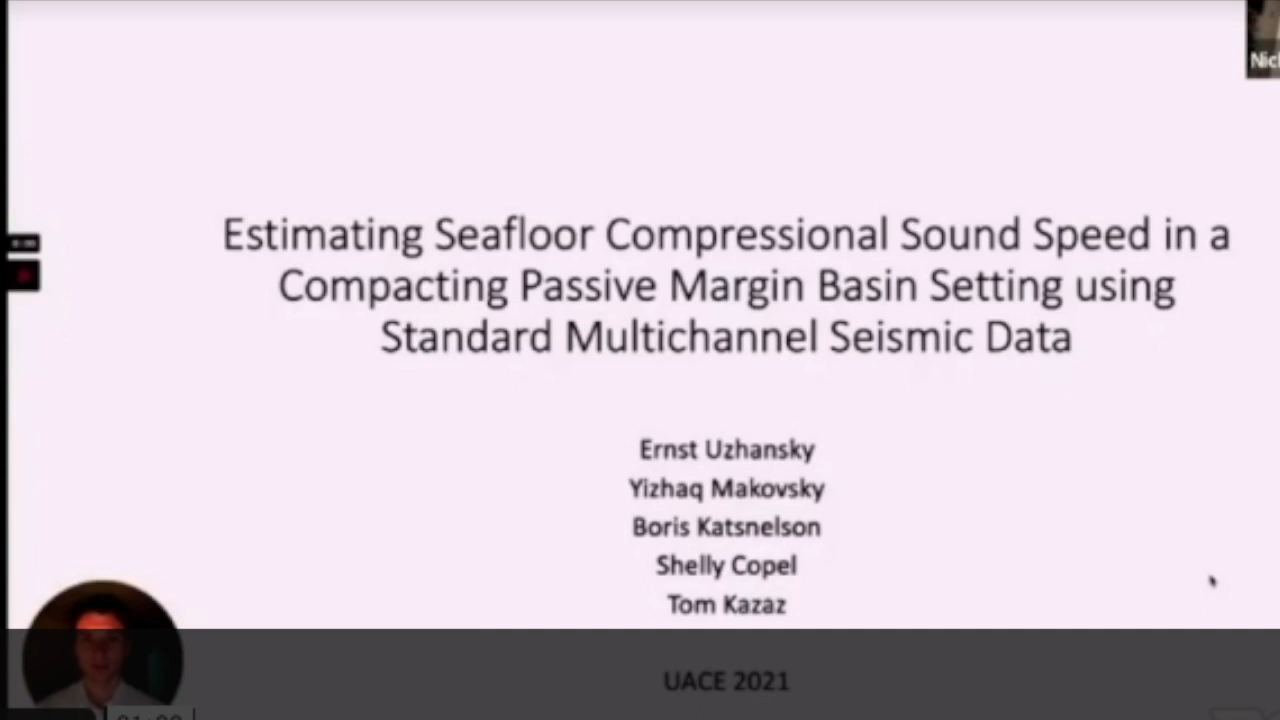 Estimating Seafloor Compressional Sound Speed in a
Compacting Passive Margin Basin Setting using
Standard Multichannel Seismic Data
Ernst Uzhansky
Yizhaq Makovsky
Boris Katsnelson
Shelly Copel
Tom Kazaz
UACE 2021